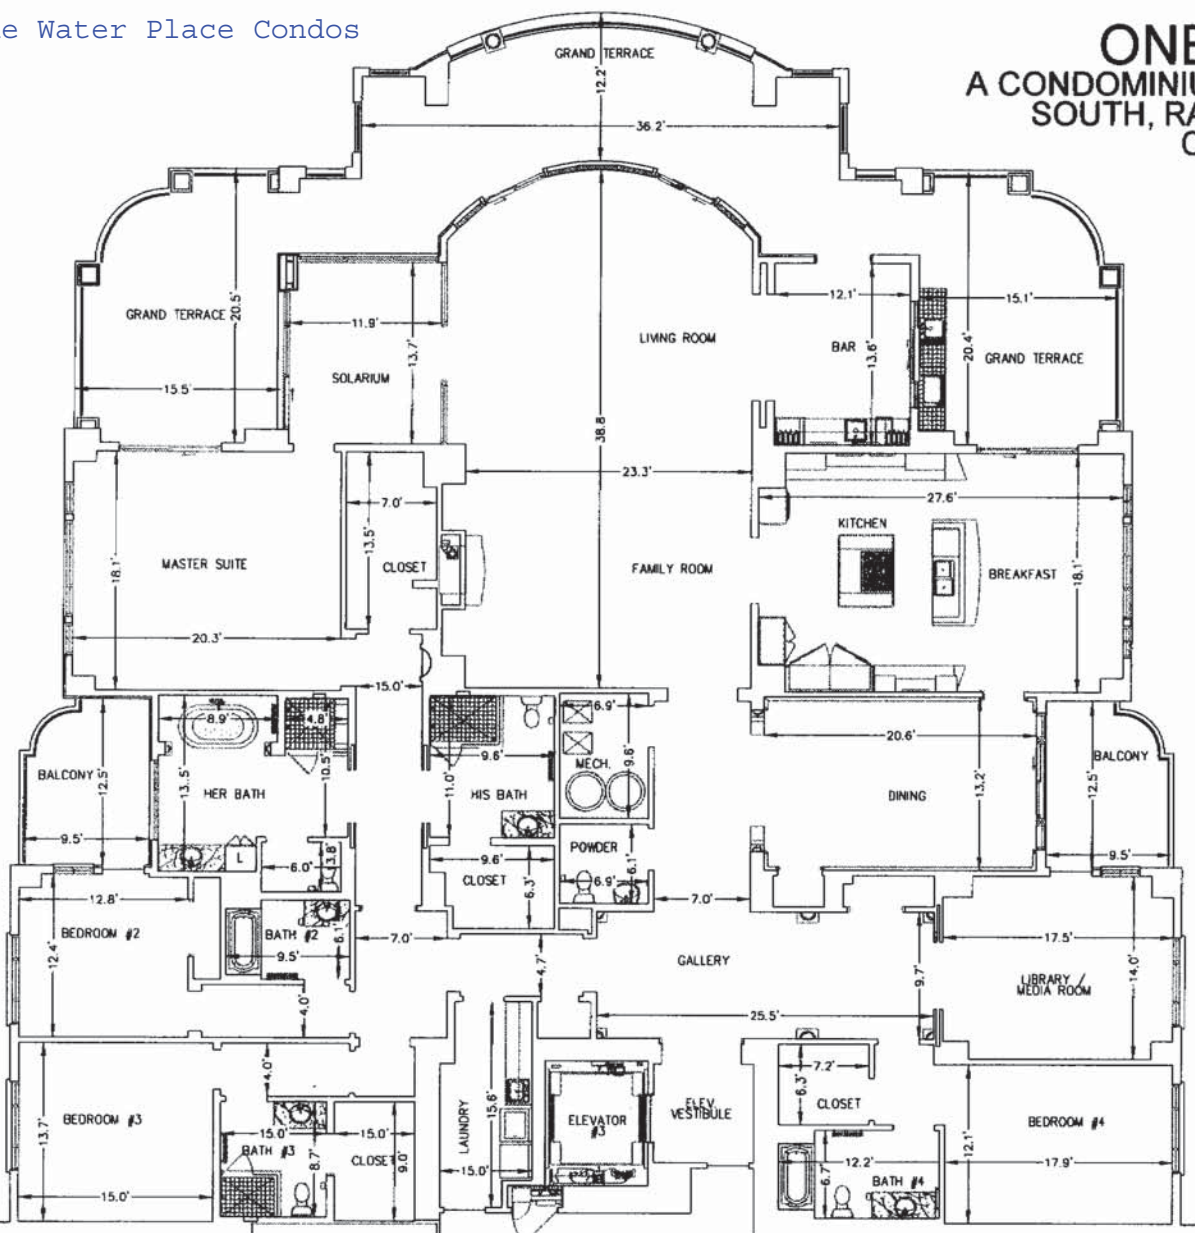 e Water Place Condos
ONE
A CONDOMINIU
SOUTH, RA
C
GRAND TERRACE
12.2'
36.2'
GRAND TERRACE
20.5'
15.5'
11.9'
13.7'
SOLARIUM
LIVING ROOM
38.8
12.1'
BAR
13.6'
15.1'
20.4'
GRAND TERRACE
23.3'
18.1'
MASTER SUITE
20.3'
7.0'
13.5'
CLOSET
FAMILY ROOM
27.6'
KITCHEN
BREAKFAST
18.1'
15.0'
BALCONY
12.5'
9.5'
8.9'
13.5'
HER BATH
4.8'
10.5'
L
6.0'
3.8'
9.6'
11.0'
HIS BATH
9.6'
CLOSET
6.3'
6.9'
MECH.
9.6'
POWDER
6.9'
6.1'
20.6'
13.2'
DINING
BALCONY
12.5'
9.5'
12.8'
BEDROOM #2
12.4'
BATH #2
9.5'
6.1'
4.0'
7.0'
7.0'
4.7'
GALLERY
25.5'
9.7'
17.5'
LIBRARY /
MEDIA ROOM
14.0'
BEDROOM #3
13.7'
15.0'
4.0'
15.0'
BATH #3
8.7'
15.0'
CLOSET
9.0'
LAUNDRY
15.6'
15.0'
ELEVATOR
#3
ELEV
VESTIBULE
7.2'
6.3'
CLOSET
12.2'
6.7'
BATH #4
12.1'
BEDROOM #4
17.9'